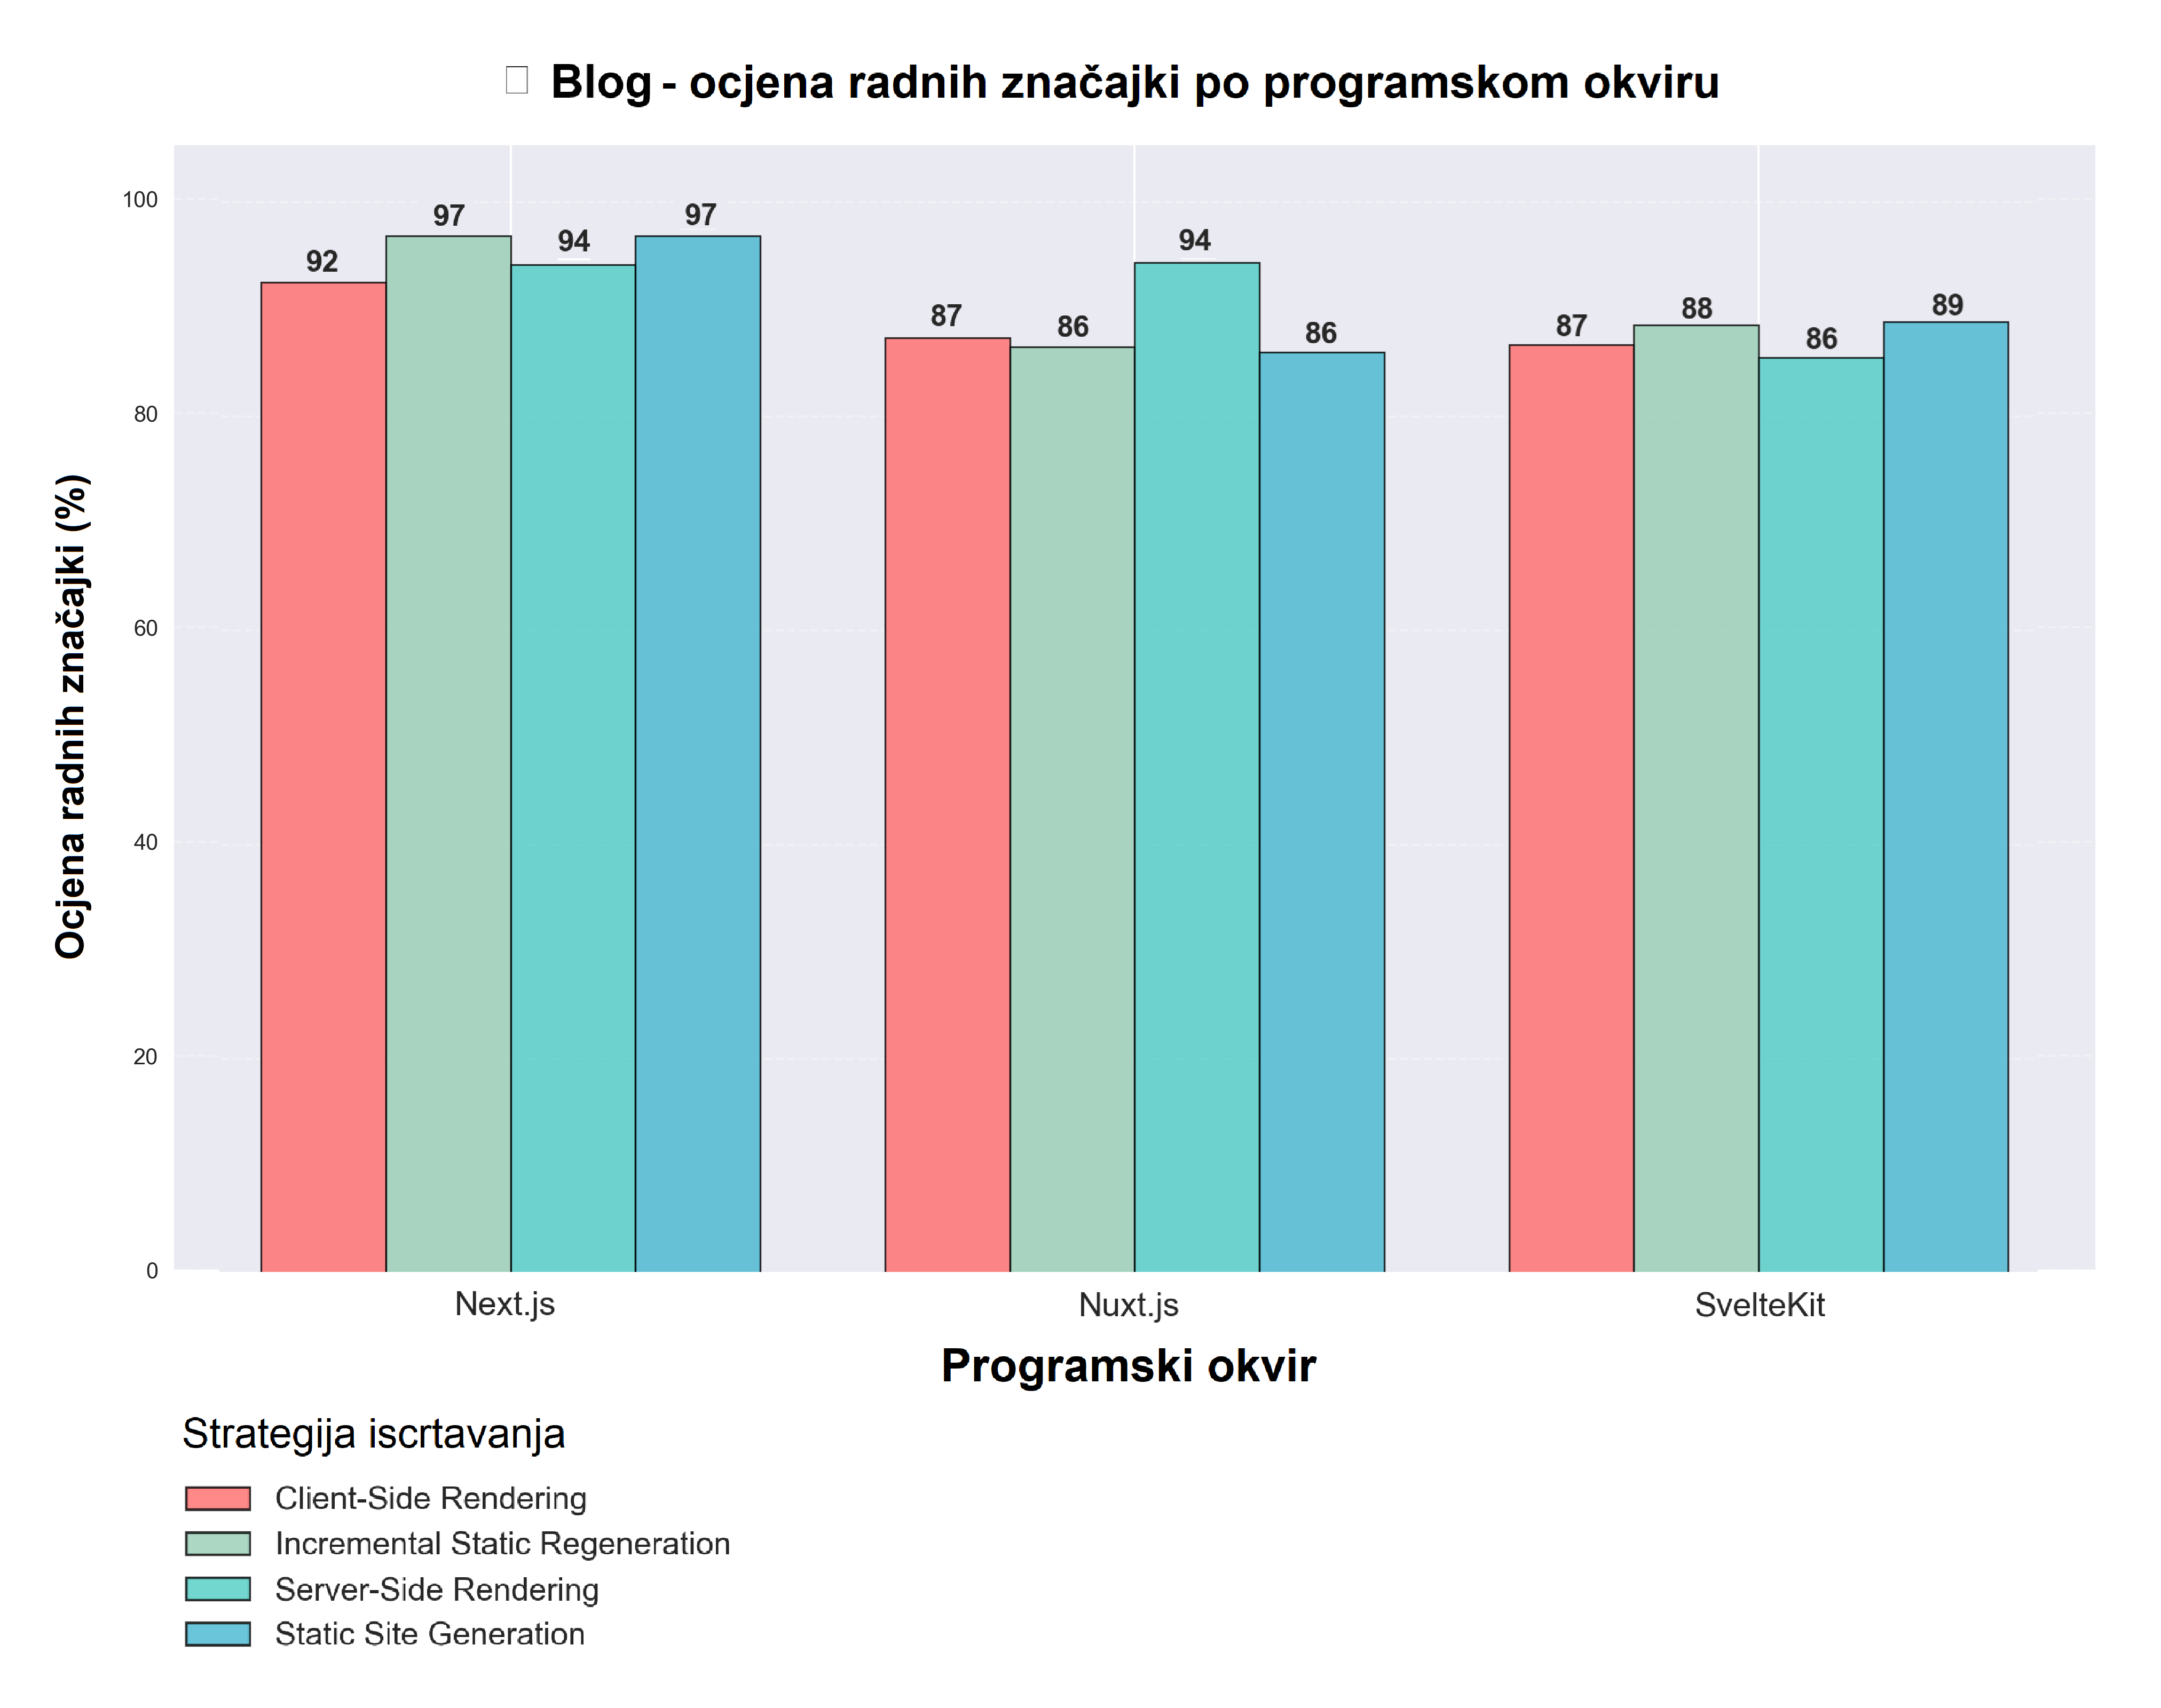 Blog - ocjena radnih značajki po programskom okviru
Ocjena radnih značajki (%)
100
80
60
40
20
0
92
97
94
97
87
86
94
86
87
88
86
89
Next.js
Nuxt.js
SvelteKit
Programski okvir
Strategija iscrtavanja
Client-Side Rendering
Incremental Static Regeneration
Server-Side Rendering
Static Site Generation